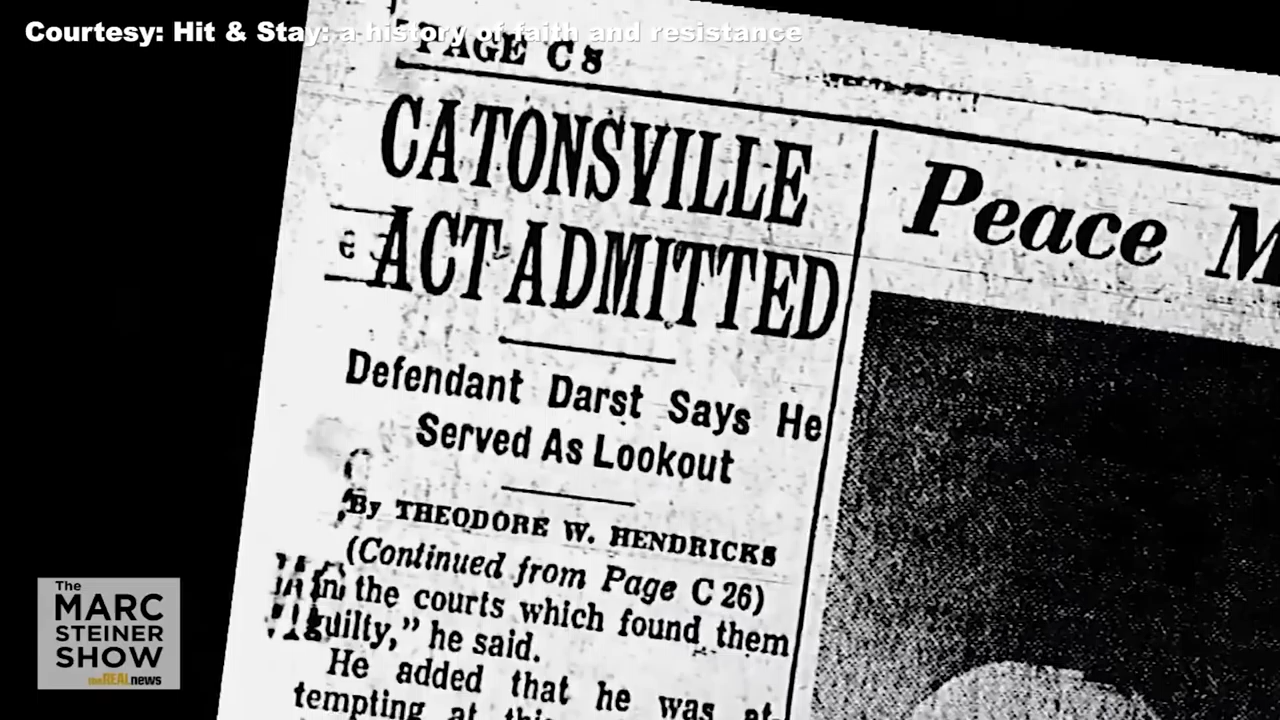 Courtesy: Hit & Stay: a history of faith and resistance
PAGE C 8
CATONSVILLE
ACT ADMITTED
Defendant Darst Says He
Served As Lookout
By THEODORE W. HENDRICKS
(Continued from Page C 26)
in the courts which found them
guilty," he said.
He added that he was at-
tempting at this
Peace M
The
MARC
STEINER
SHOW
theREALnews